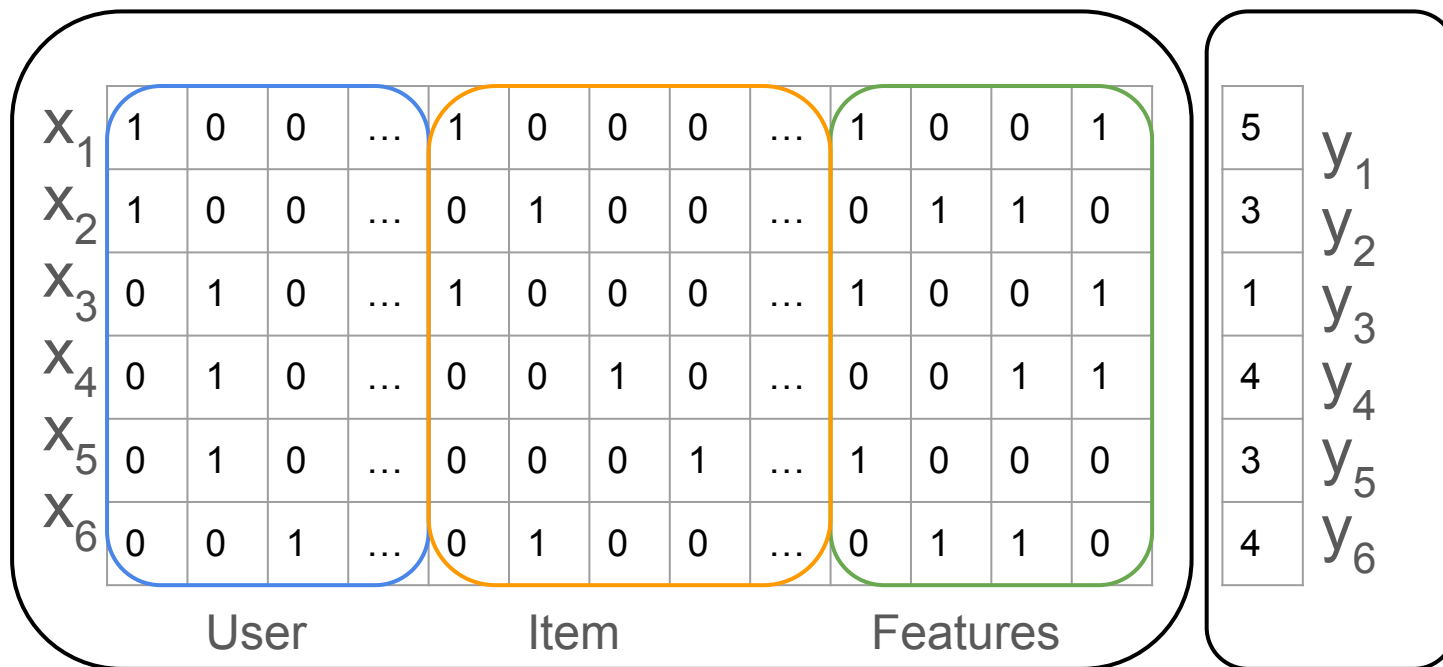 x1 1 0 0 … 1 0 0 0 … 1 0 0 1 5 y1
x2 1 0 0 … 0 1 0 0 … 0 1 1 0 3 y2
x3 0 1 0 … 1 0 0 0 … 1 0 0 1 1 y3
x4 0 1 0 … 0 0 1 0 … 0 0 1 1 4 y4
x5 0 1 0 … 0 0 0 1 … 1 0 0 0 3 y5
x6 0 0 1 … 0 1 0 0 … 0 1 1 0 4 y6
User Item Features